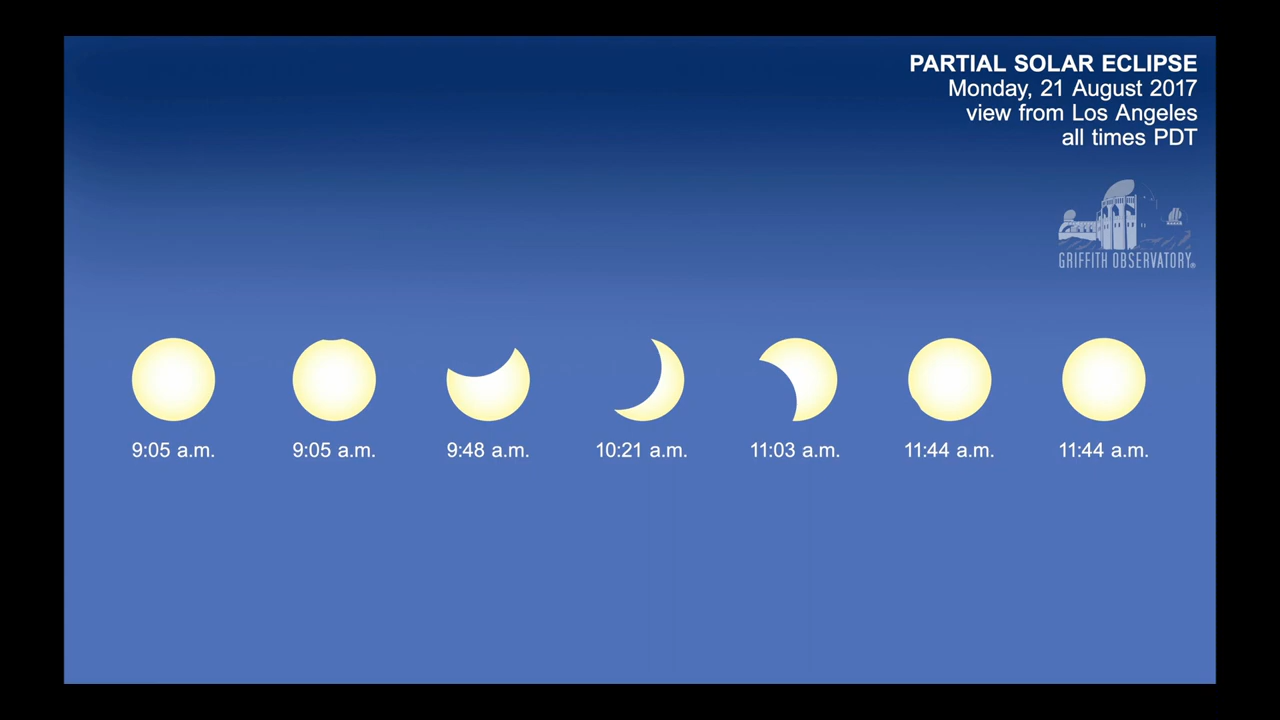 PARTIAL SOLAR ECLIPSE
Monday, 21 August 2017
view from Los Angeles
all times PDT
GRIFFITH OBSERVATORY®
9:05 a.m. 9:05 a.m. 9:48 a.m. 10:21 a.m. 11:03 a.m. 11:44 a.m. 11:44 a.m.